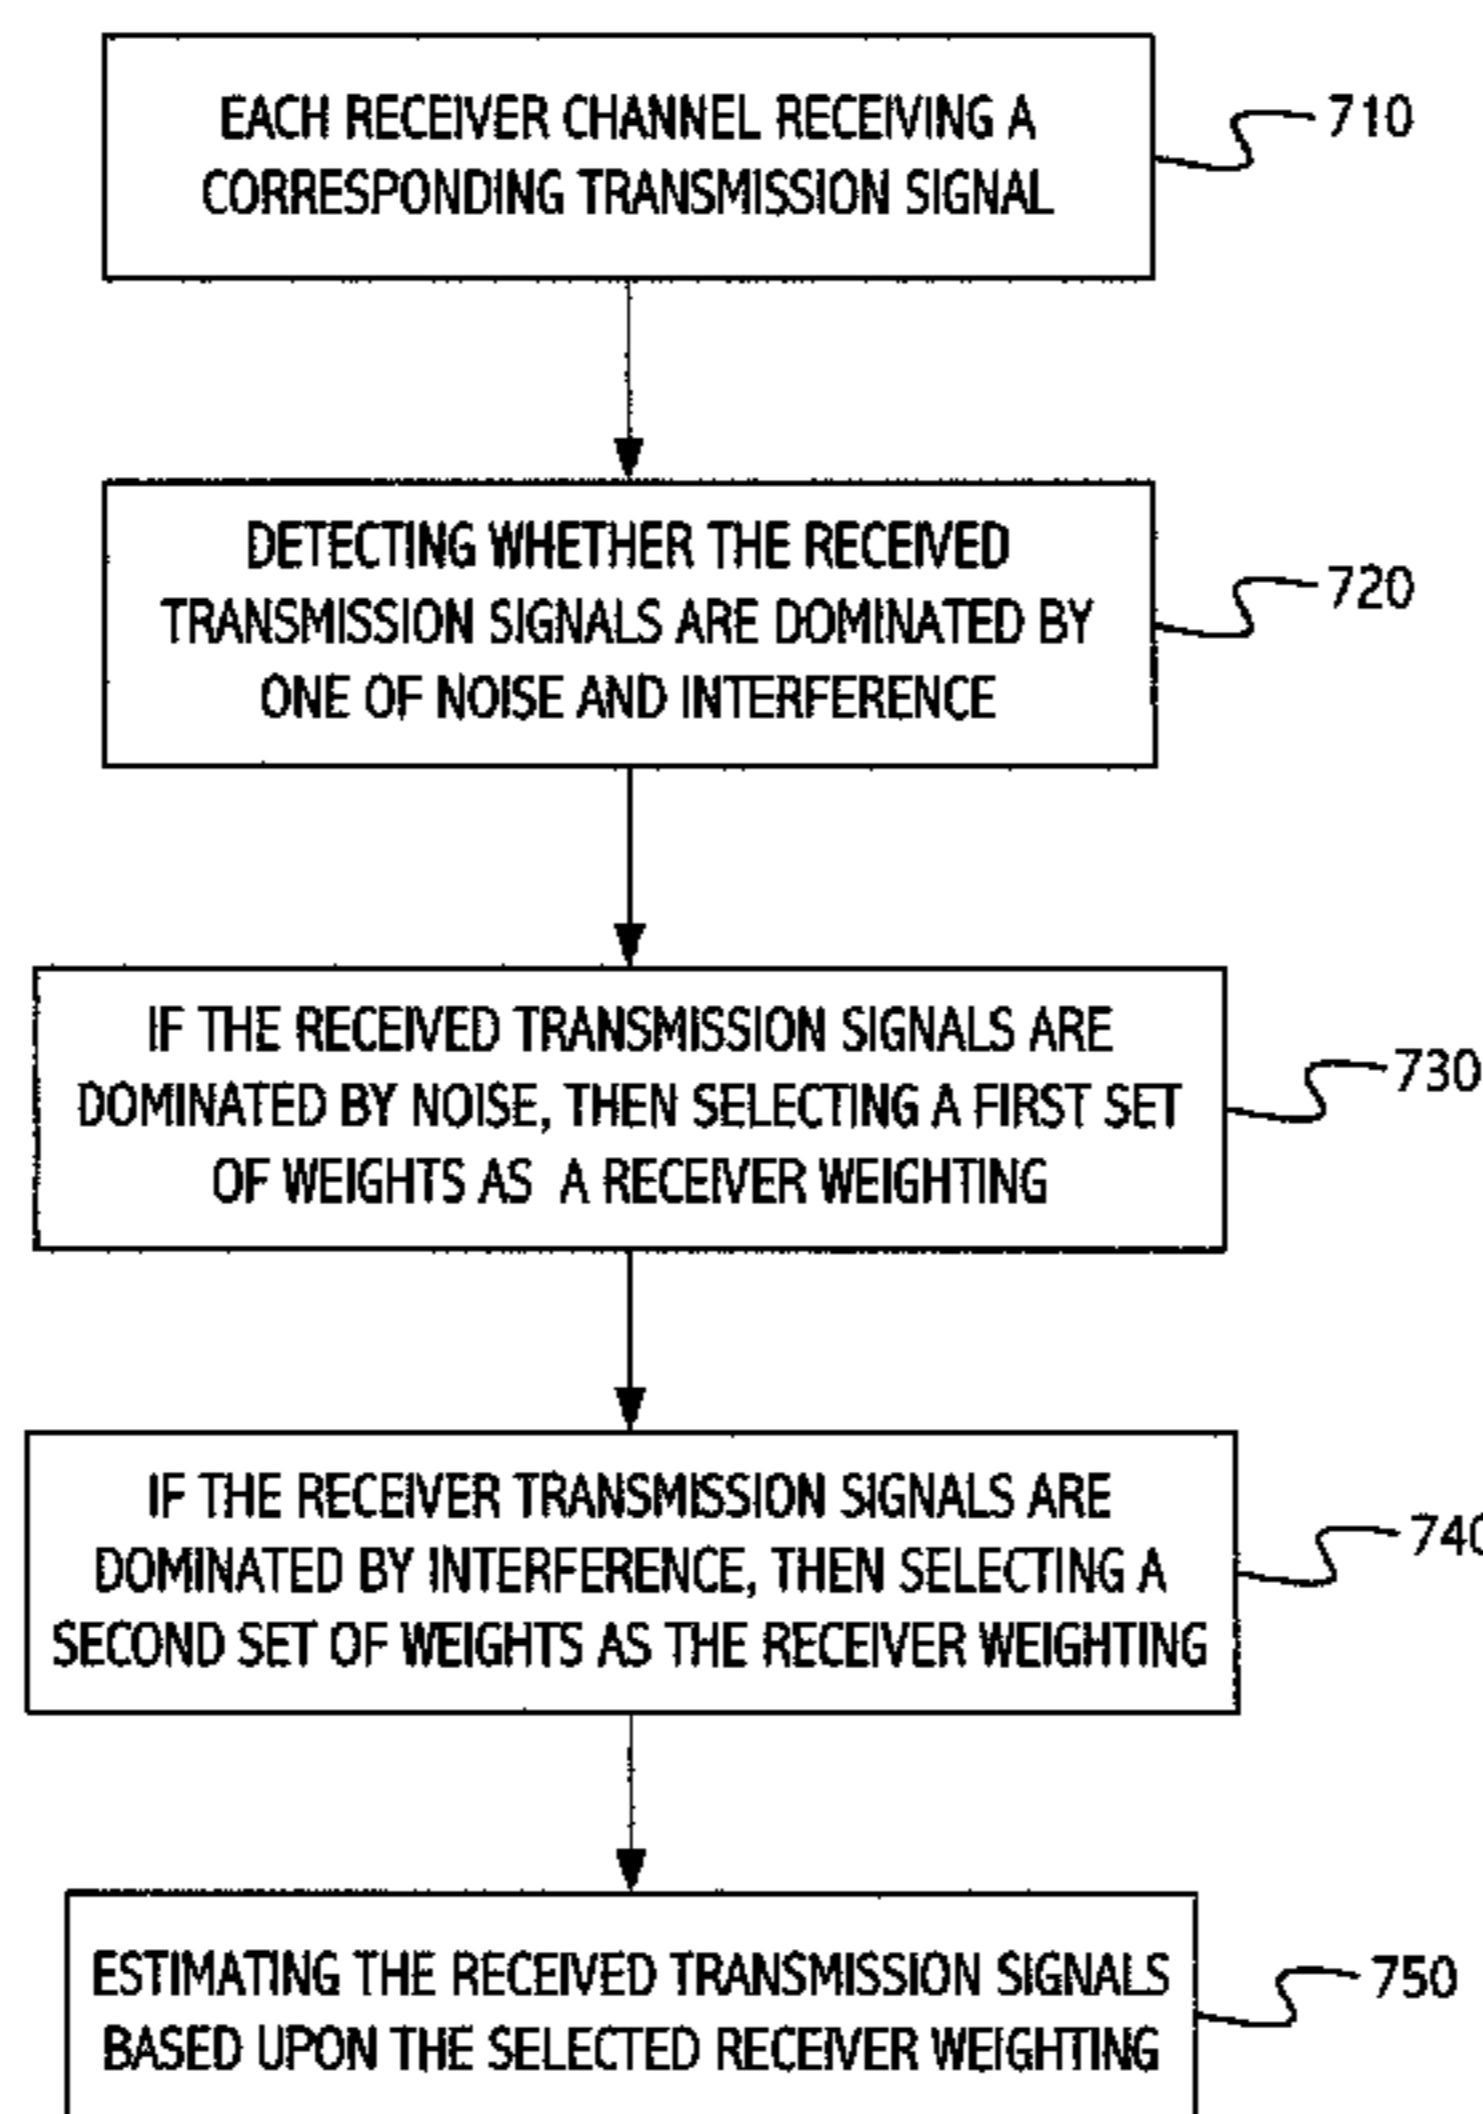 EACH RECEIVER CHANNEL RECEIVING A
CORRESPONDING TRANSMISSION SIGNAL
710
DETECTING WHETHER THE RECEIVED
TRANSMISSION SIGNALS ARE DOMINATED BY
ONE OF NOISE AND INTERFERENCE
720
IF THE RECEIVED TRANSMISSION SIGNALS ARE
DOMINATED BY NOISE, THEN SELECTING A FIRST SET
OF WEIGHTS AS A RECEIVER WEIGHTING
730
IF THE RECEIVER TRANSMISSION SIGNALS ARE
DOMINATED BY INTERFERENCE, THEN SELECTING A
SECOND SET OF WEIGHTS AS THE RECEIVER WEIGHTING
740
ESTIMATING THE RECEIVED TRANSMISSION SIGNALS
BASED UPON THE SELECTED RECEIVER WEIGHTING
750